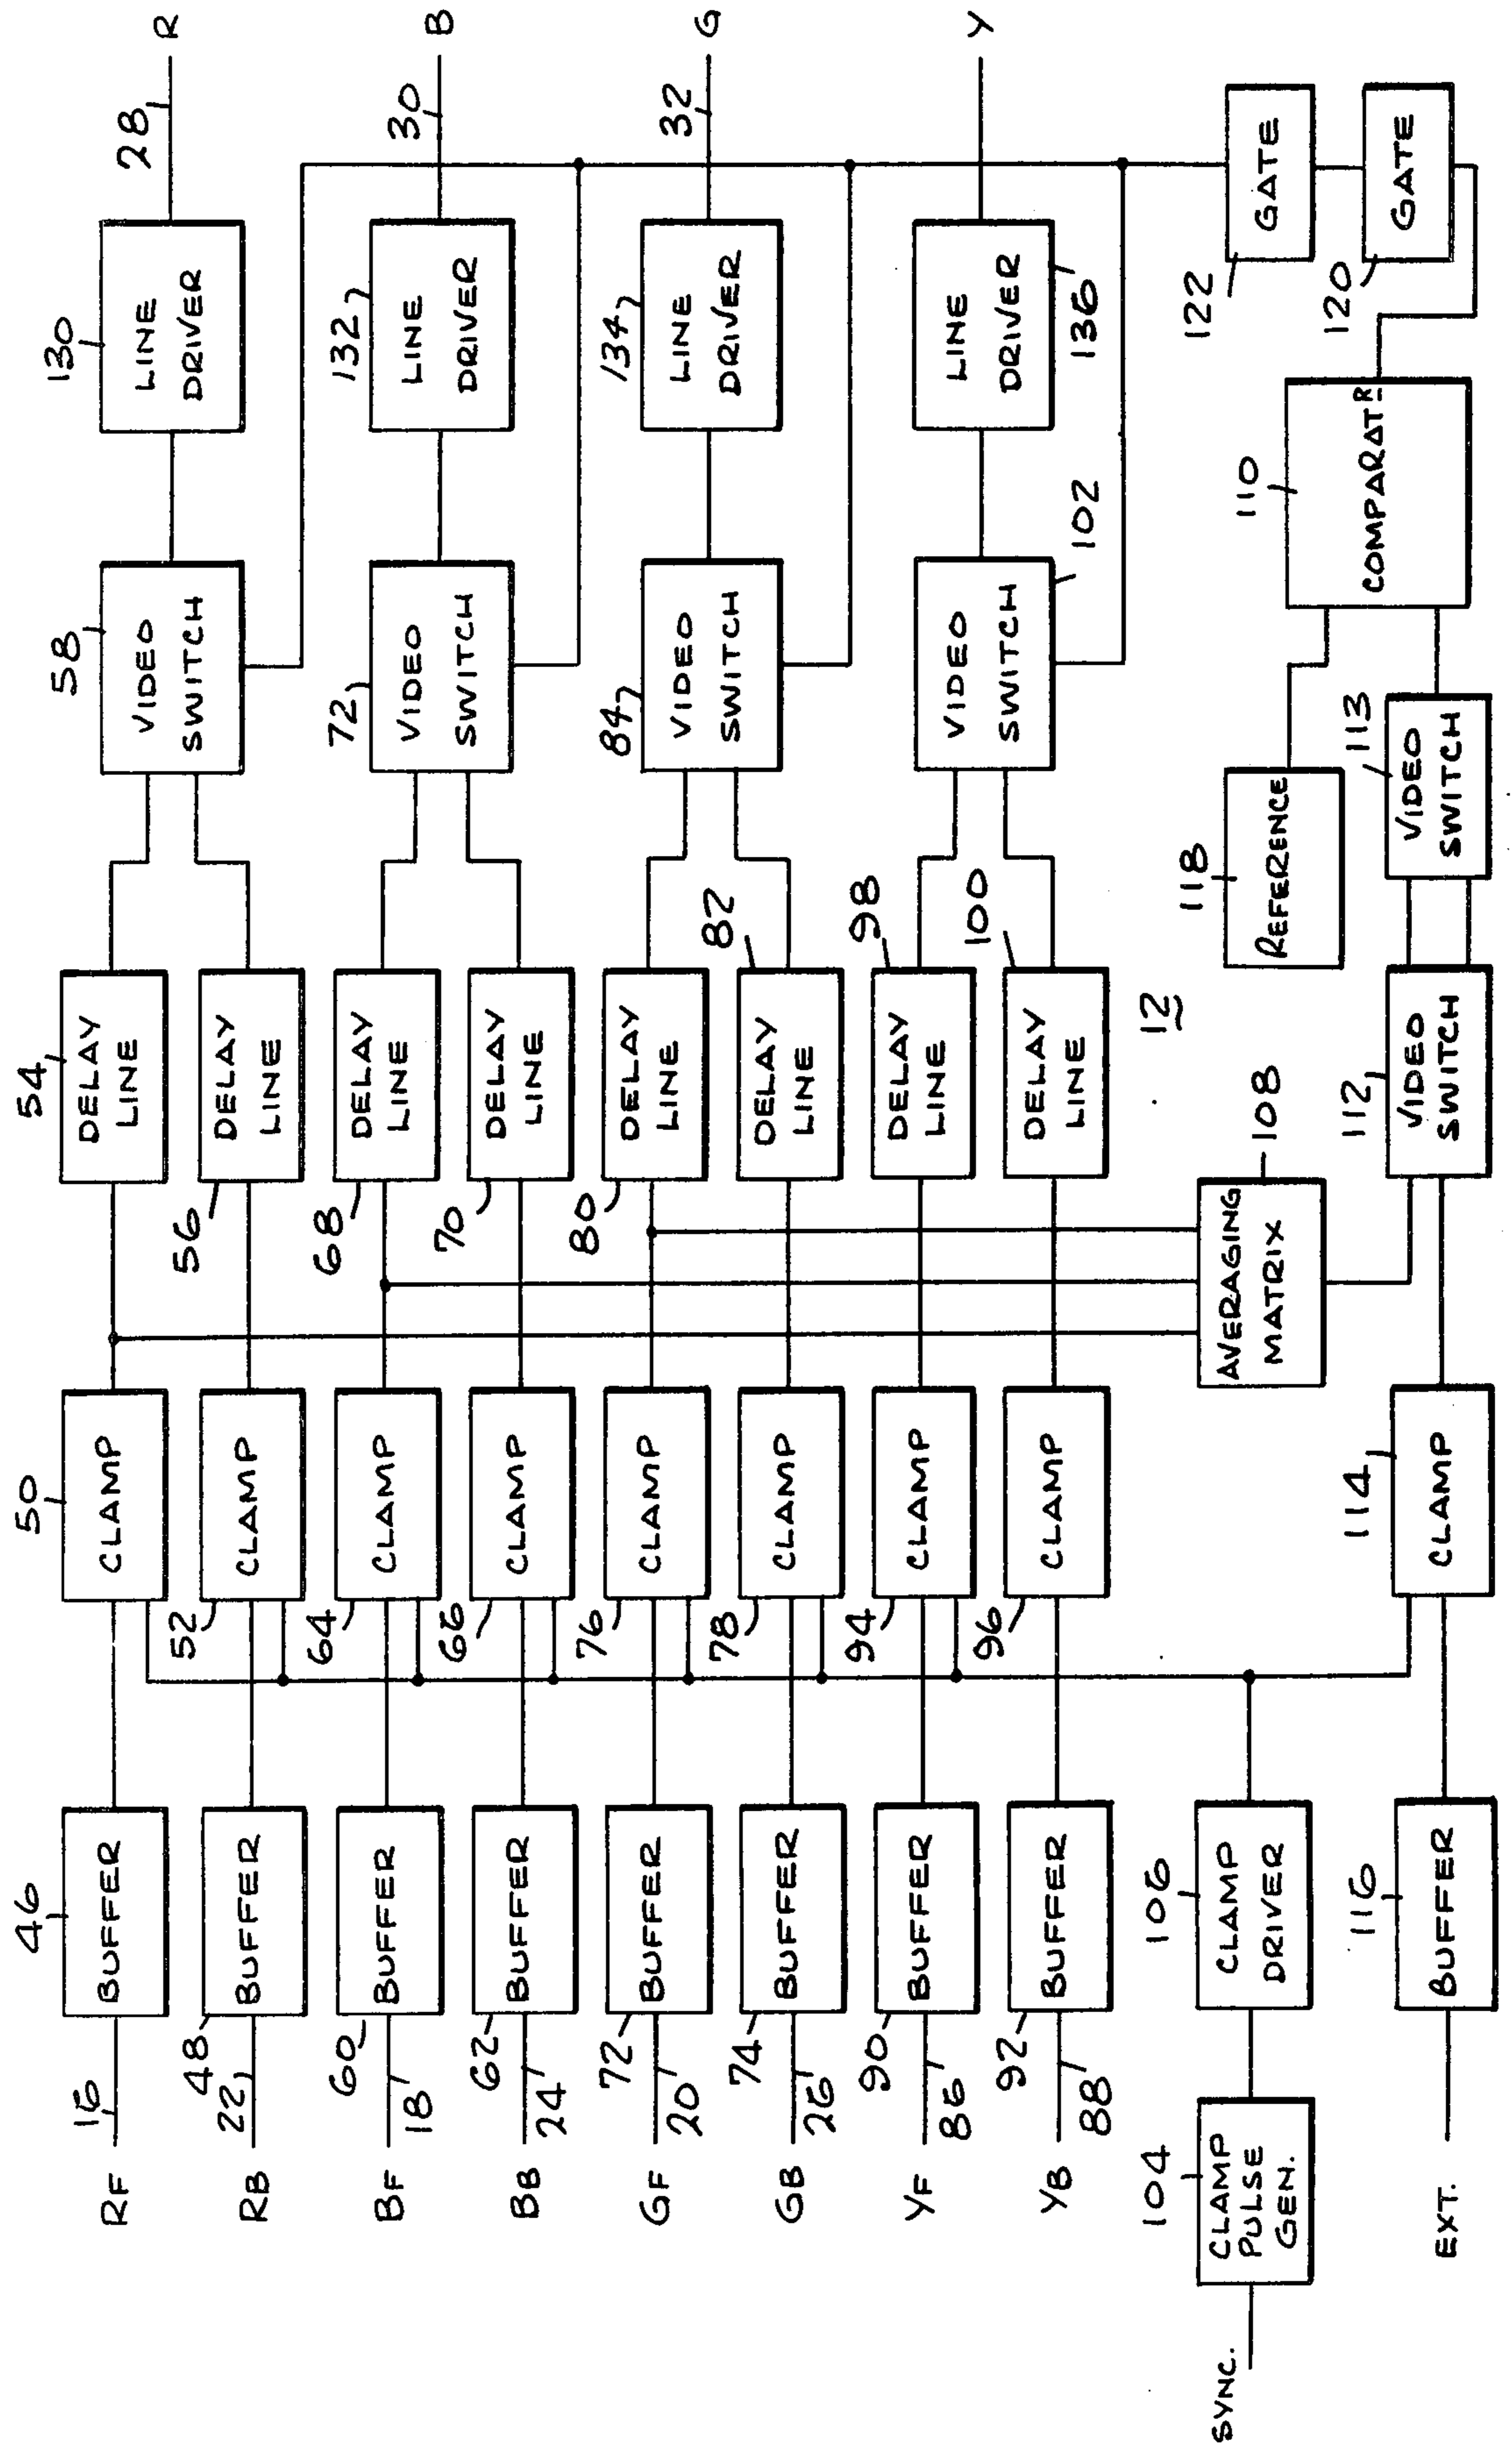 RF
16
BUFFER
46
CLAMP
50
DELAY
LINE
54
VIDEO
SWITCH
58
LINE
DRIVER
130
28
R
RB
22
48
BUFFER
52
CLAMP
56
DELAY
LINE
BF
18
60
BUFFER
64
CLAMP
68
DELAY
LINE
72
VIDEO
SWITCH
132
LINE
DRIVER
30
B
BB
24
62
BUFFER
66
CLAMP
70
DELAY
LINE
GF
20
72
BUFFER
76
CLAMP
80
DELAY
LINE
84
VIDEO
SWITCH
134
LINE
DRIVER
32
G
GB
26
74
BUFFER
78
CLAMP
82
DELAY
LINE
YF
86
90
BUFFER
94
CLAMP
98
DELAY
LINE
VIDEO
SWITCH
102
LINE
DRIVER
136
Y
YB
88
92
BUFFER
96
CLAMP
100
DELAY
LINE
12
SYNC.
104
CLAMP
PULSE
GEN.
106
CLAMP
DRIVER
AVERAGING
MATRIX
108
118
REFERENCE
110
COMPARATR
122
GATE
120
GATE
EXT.
116
BUFFER
114
CLAMP
112
VIDEO
SWITCH
113
VIDEO
SWITCH